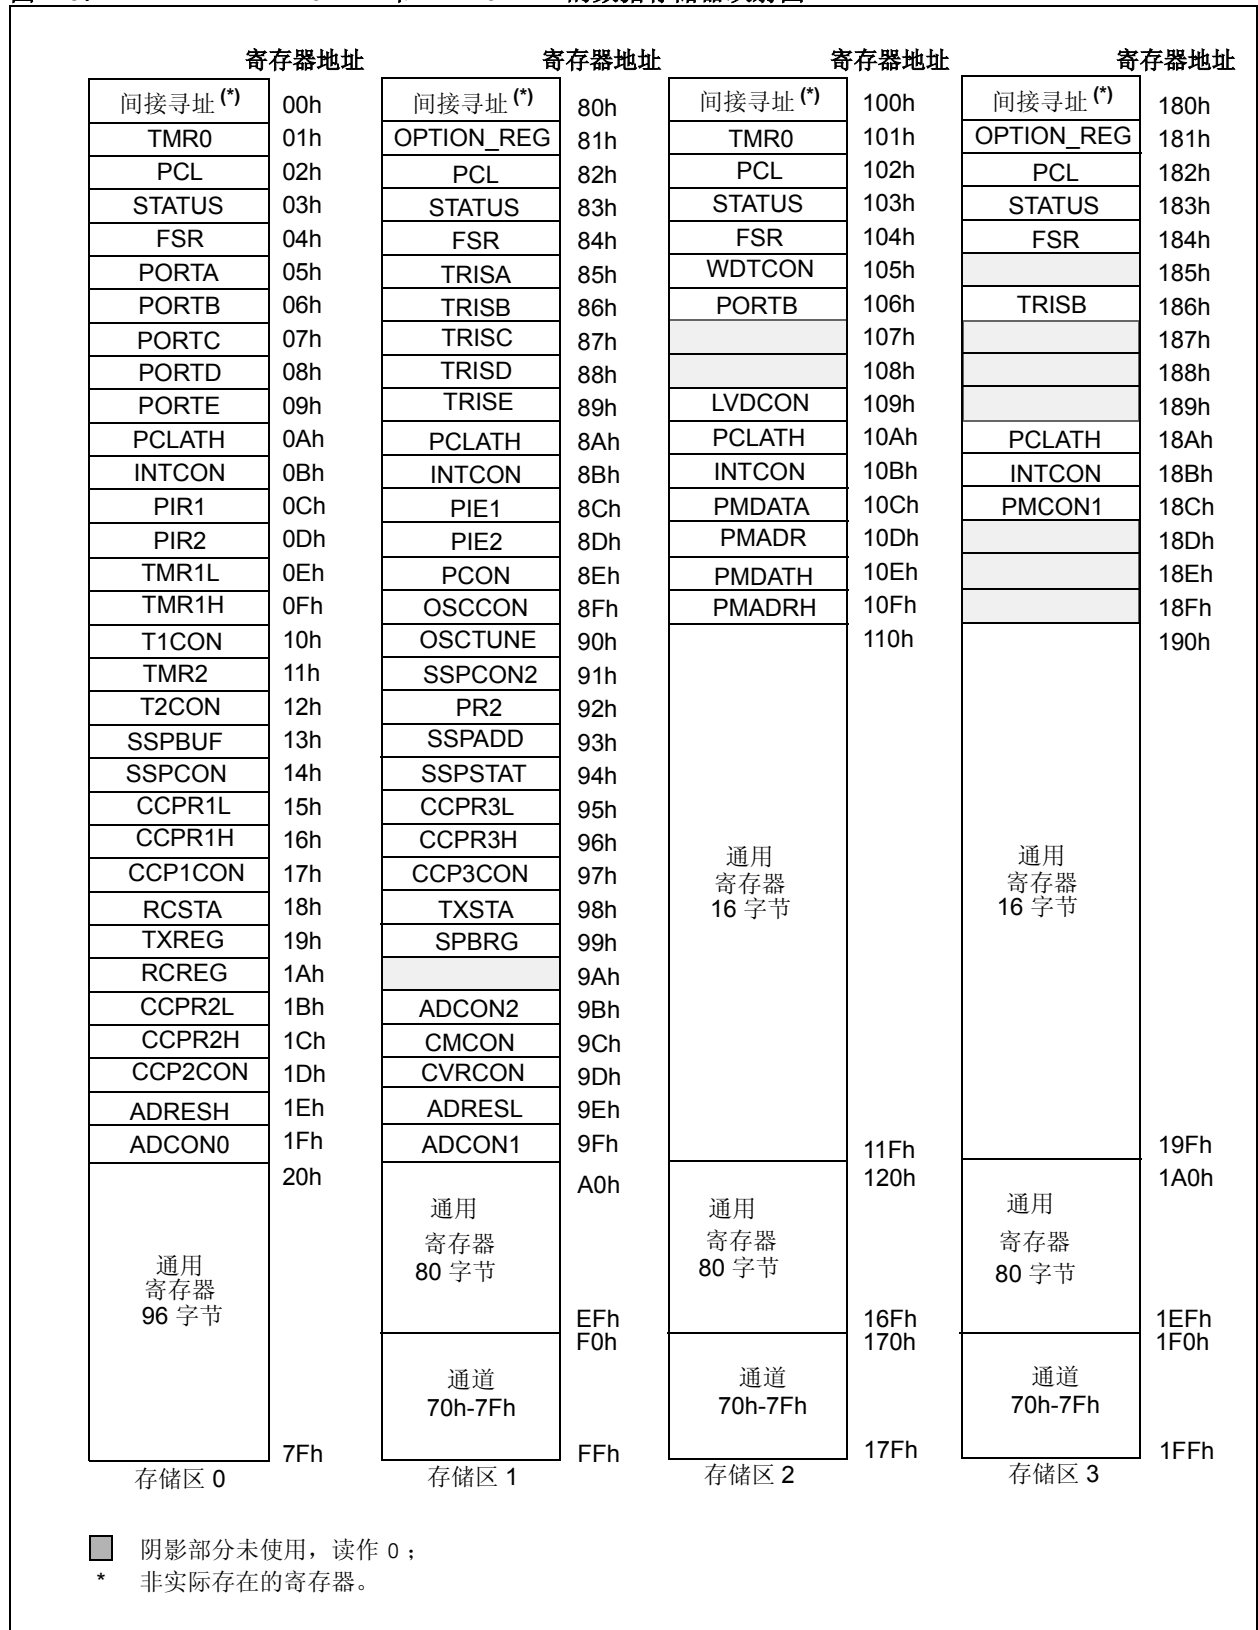 寄存器地址 寄存器地址 寄存器地址 寄存器地址
间接寻址 (*) 00h 间接寻址 (*) 80h 间接寻址 (*) 100h 间接寻址 (*) 180h
TMR0 01h OPTION_REG 81h TMR0 101h OPTION_REG 181h
PCL 02h PCL 82h PCL 102h PCL 182h
STATUS 03h STATUS 83h STATUS 103h STATUS 183h
FSR 04h FSR 84h FSR 104h FSR 184h
PORTA 05h TRISA 85h WDTCON 105h 185h
PORTB 06h TRISB 86h PORTB 106h TRISB 186h
PORTC 07h TRISC 87h 107h 187h
PORTD 08h TRISD 88h 108h 188h
PORTE 09h TRISE 89h LVDCON 109h 189h
PCLATH 0Ah PCLATH 8Ah PCLATH 10Ah PCLATH 18Ah
INTCON 0Bh INTCON 8Bh INTCON 10Bh INTCON 18Bh
PIR1 0Ch PIE1 8Ch PMDATA 10Ch PMCON1 18Ch
PIR2 0Dh PIE2 8Dh PMADR 10Dh 18Dh
TMR1L 0Eh PCON 8Eh PMDATH 10Eh 18Eh
TMR1H 0Fh OSCCON 8Fh PMADRH 10Fh 18Fh
T1CON 10h OSCTUNE 90h 110h 190h
TMR2 11h SSPCON2 91h
T2CON 12h PR2 92h
SSPBUF 13h SSPADD 93h
SSPCON 14h SSPSTAT 94h
CCPR1L 15h CCPR3L 95h
CCPR1H 16h CCPR3H 96h 通用 通用
CCP1CON 17h CCP3CON 97h 寄存器 寄存器
RCSTA 18h TXSTA 98h 16 字节 16 字节
TXREG 19h SPBRG 99h
RCREG 1Ah 9Ah
CCPR2L 1Bh ADCON2 9Bh
CCPR2H 1Ch CMCON 9Ch
CCP2CON 1Dh CVRCON 9Dh
ADRESH 1Eh ADRESL 9Eh
ADCON0 1Fh ADCON1 9Fh 11Fh 19Fh
20h A0h 120h 1A0h
通用 通用 通用
寄存器 寄存器 寄存器
通用 80 字节 80 字节 80 字节
寄存器
96 字节 EFh 16Fh 1EFh
F0h 170h 1F0h
通道 通道 通道
70h-7Fh 70h-7Fh 70h-7Fh
7Fh FFh 17Fh 1FFh
存储区 0 存储区 1 存储区 2 存储区 3
阴影部分未使用，读作 0；
* 非实际存在的寄存器。